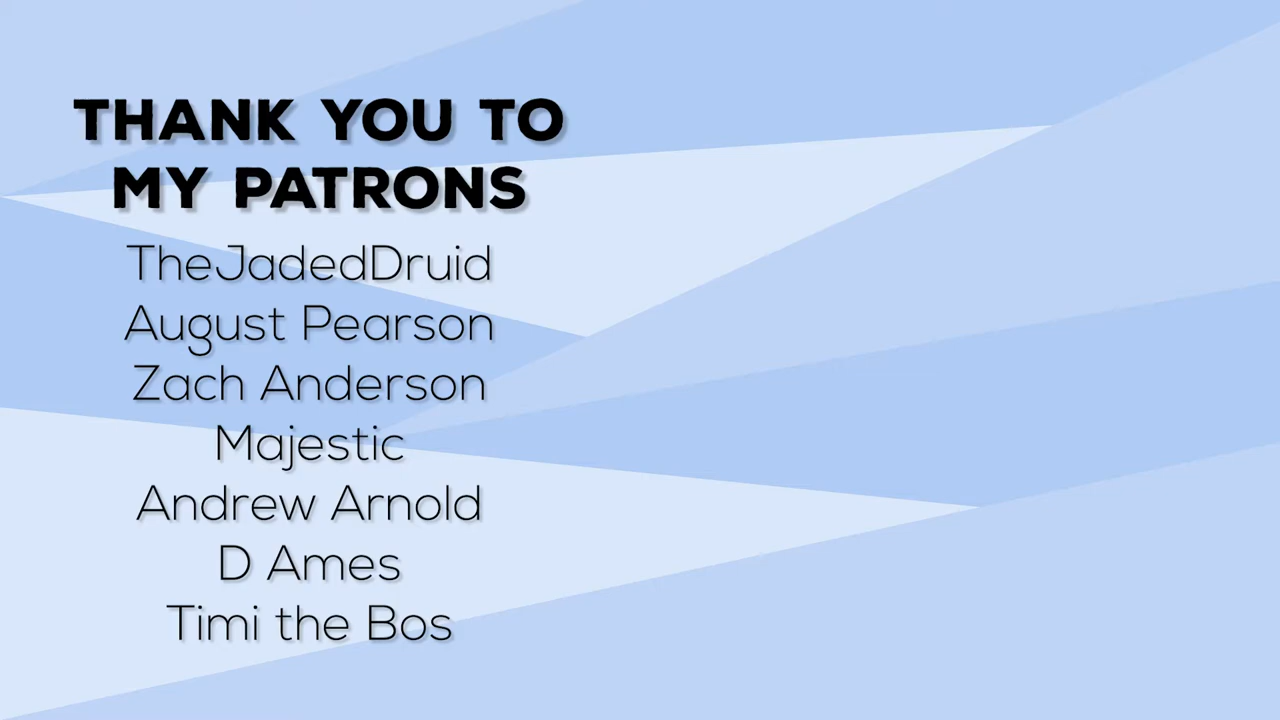 THANK YOU TO
MY PATRONS
TheJadedDruid
August Pearson
Zach Anderson
Majestic
Andrew Arnold
D Ames
Timi the Bos